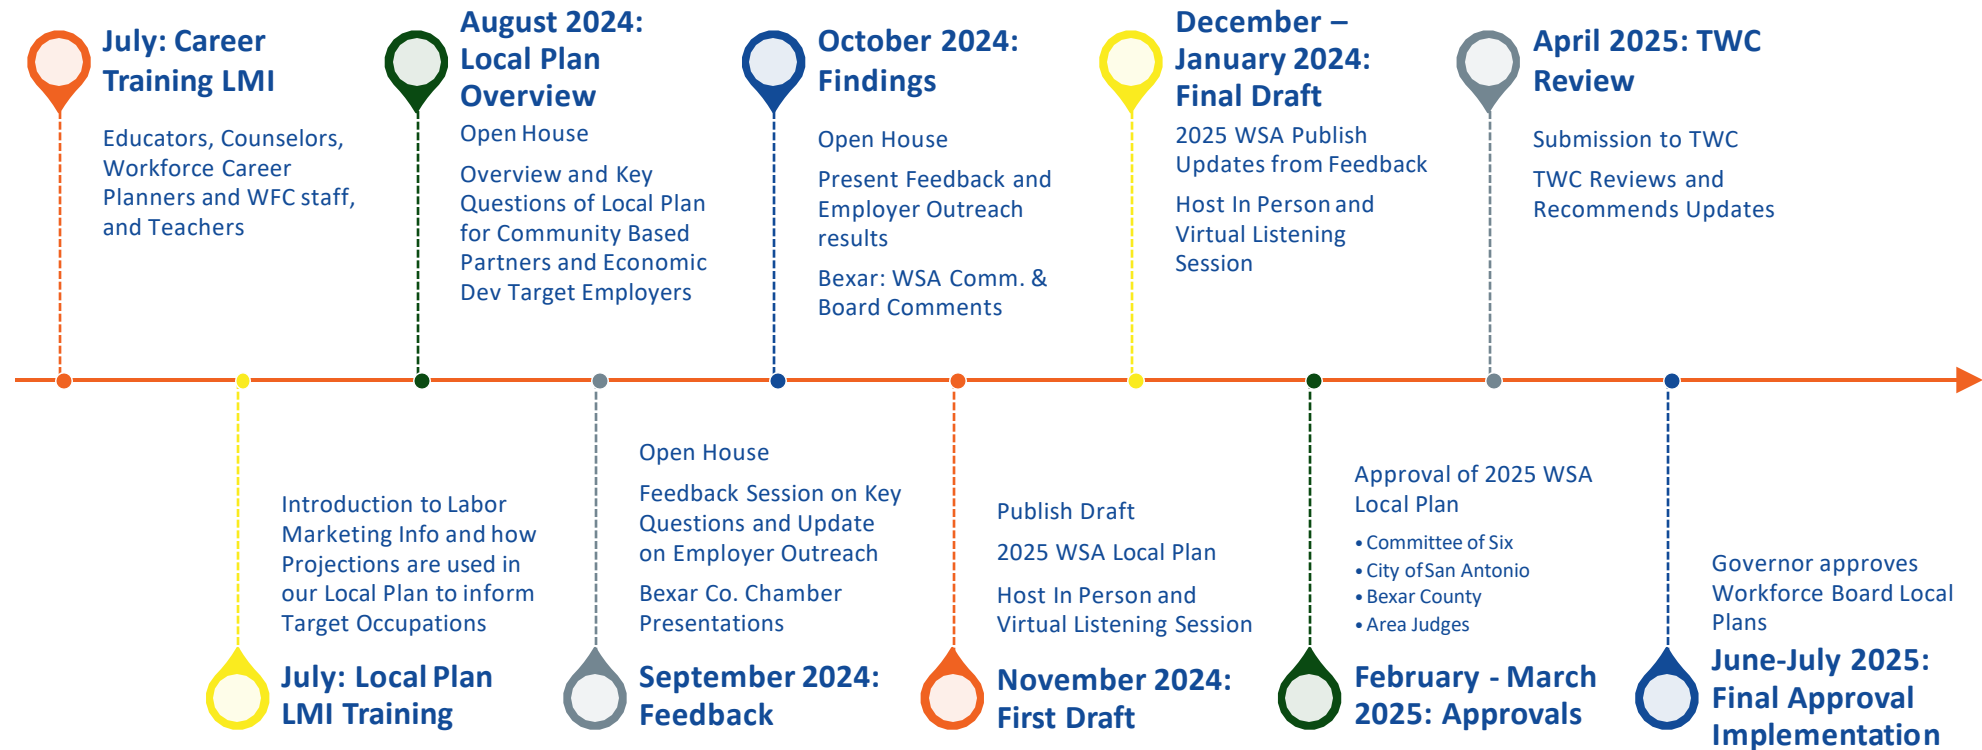 July: Career
Training LMI
Educators, Counselors,
Workforce Career
Planners and WFC staff,
and Teachers
August 2024:
Local Plan
Overview
Open House
Overview and Key
Questions of Local Plan
for Community Based
Partners and Economic
Dev Target Employers
October 2024:
Findings
Open House
Present Feedback and
Employer Outreach
results
Bexar: WSA Comm. &
Board Comments
December –
January 2024:
Final Draft
2025 WSA Publish
Updates from Feedback
Host In Person and
Virtual Listening
Session
April 2025: TWC
Review
Submission to TWC
TWC Reviews and
Recommends Updates
Introduction to Labor
Marketing Info and how
Projections are used in
our Local Plan to inform
Target Occupations
July: Local Plan
LMI Training
Open House
Feedback Session on Key
Questions and Update
on Employer Outreach
Bexar Co. Chamber
Presentations
September 2024:
Feedback
Publish Draft
2025 WSA Local Plan
Host In Person and
Virtual Listening Session
November 2024:
First Draft
Approval of 2025 WSA
Local Plan
• Committee of Six
• City of San Antonio
• Bexar County
• Area Judges
February - March
2025: Approvals
Governor approves
Workforce Board Local
Plans
June-July 2025:
Final Approval
Implementation